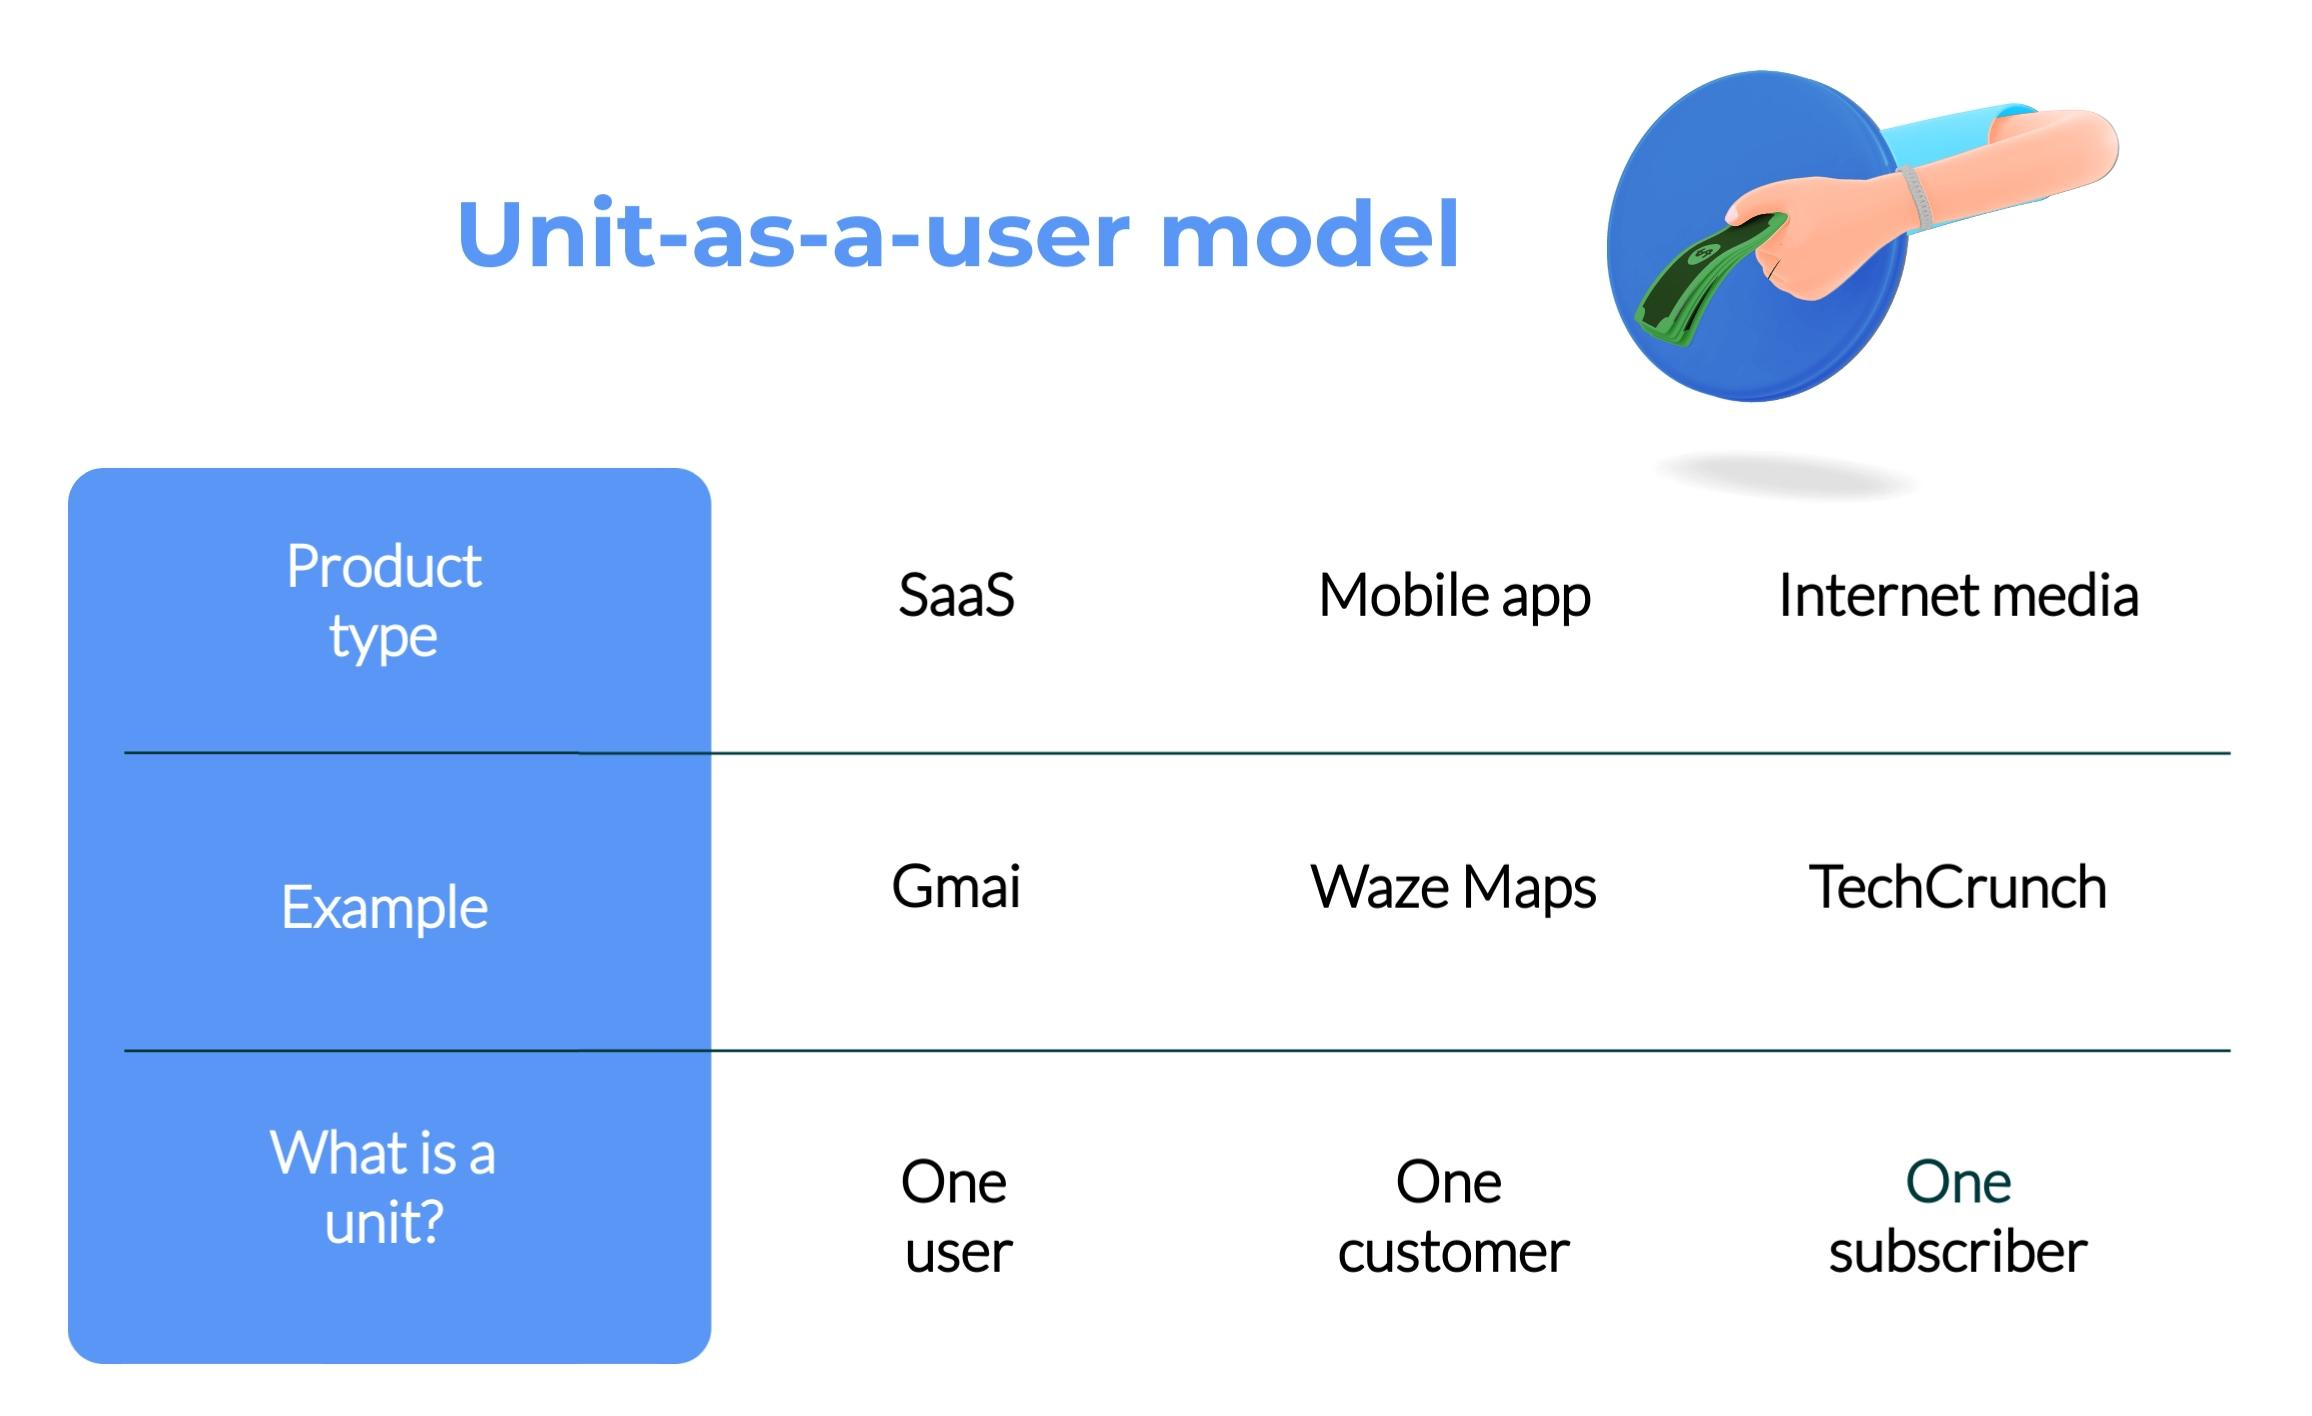 Unit-as-a-user model
Product
type
SaaS
Mobile app
Internet media
Example
Gmai
Waze Maps
TechCrunch
What is a
unit?
One
user
One
customer
One
subscriber